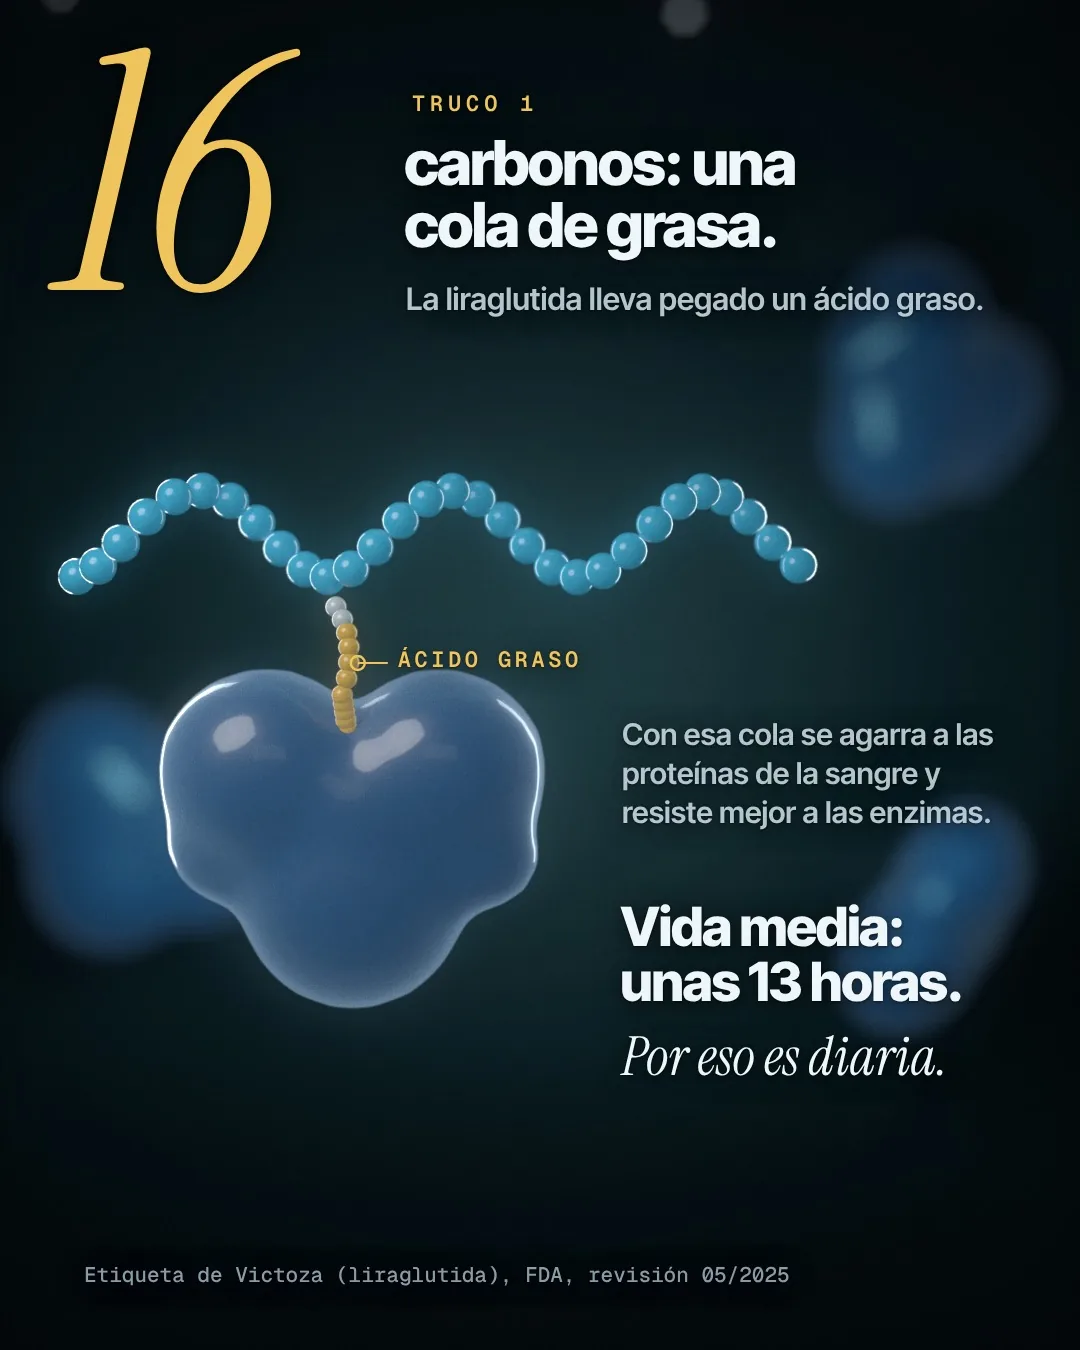 16
TRUCO 1
carbonos: una
cola de grasa.
La liraglutida lleva pegado un ácido graso.
ÁCIDO GRASO
Con esa cola se agarra a las
proteínas de la sangre y
resiste mejor a las enzimas.
Vida media:
unas 13 horas.
Por eso es diaria.
Etiqueta de Victoza (liraglutida), FDA, revisión 05/2025